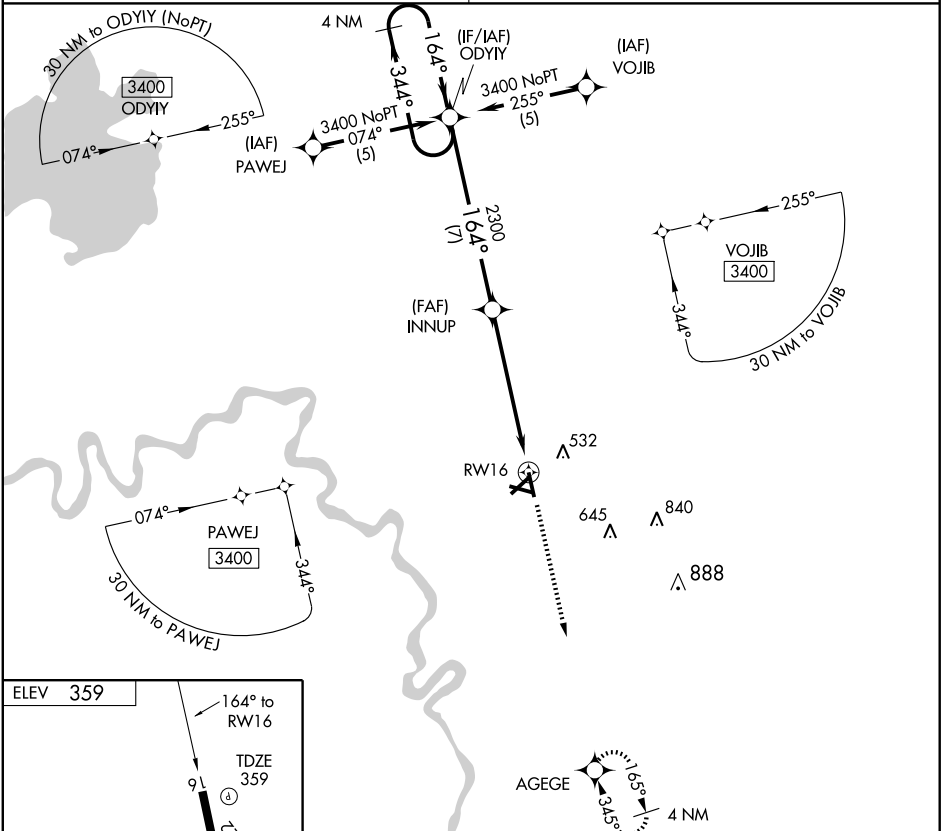 30 NM to ODYIY (NoPT)
3400
ODYIY
074°
255°
4 NM
344°
164°
(IF/IAF)
ODYIY
(IAF)
VOJIB
3400 NoPT
255°
(5)
(IAF)
PAWEJ
3400 NoPT
074°
(5)
2300
164°
(7)
(FAF)
INNUP
255°
VOJIB
3400
344°
30 NM to VOJIB
RW16
532
645
840
888
074°
PAWEJ
3400
344°
30 NM to PAWEJ
ELEV 359
164° to
RW16
TDZE
359
16
P
AGEGE
165°
345°
4 NM